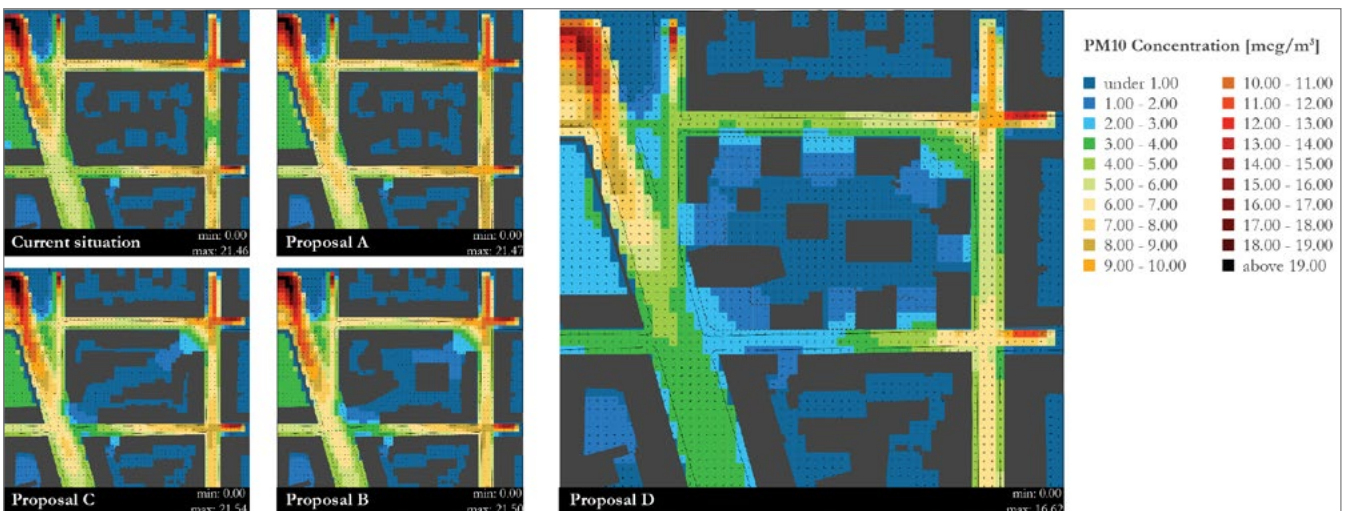 Current situation
min: 0.00
max: 21.46
Proposal A
min: 0.00
max: 21.47
Proposal C
min: 0.00
max: 21.54
Proposal B
min: 0.00
max: 21.50
Proposal D
min: 0.00
max: 16.62
PM10 Concentration [mcg/m³]
under 1.00
1.00 - 2.00
2.00 - 3.00
3.00 - 4.00
4.00 - 5.00
5.00 - 6.00
6.00 - 7.00
7.00 - 8.00
8.00 - 9.00
9.00 - 10.00
10.00 - 11.00
11.00 - 12.00
12.00 - 13.00
13.00 - 14.00
14.00 - 15.00
15.00 - 16.00
16.00 - 17.00
17.00 - 18.00
18.00 - 19.00
above 19.00